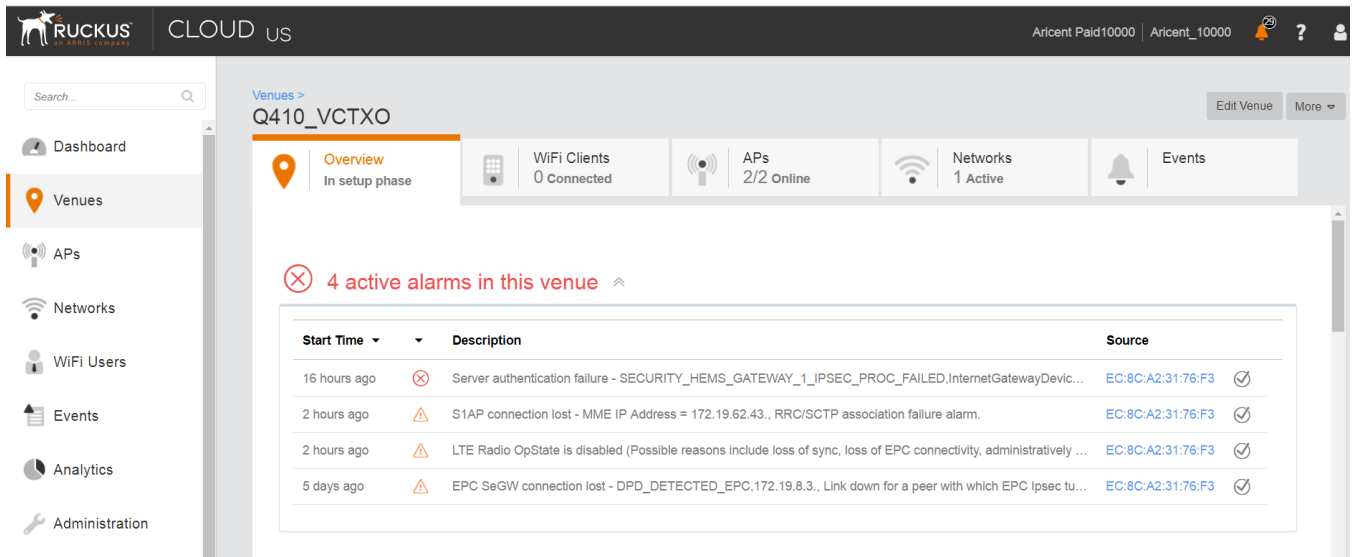 RUCKUS
an ARRIS company
CLOUD US
Aricent Paid10000 Aricent_10000
29
?
Search...
Dashboard
Venues
APs
Networks
WiFi Users
Events
Analytics
Administration
Venues >
Q410_VCTXO
Edit Venue
More
Overview
In setup phase
WiFi Clients
0 Connected
APs
2/2 Online
Networks
1 Active
Events
4 active alarms in this venue
Start Time Description Source
16 hours ago Server authentication failure - SECURITY_HEMS_GATEWAY_1_IPSEC_PROC_FAILED,InternetGatewayDevic... EC:8C:A2:31:76:F3
2 hours ago S1AP connection lost - MME IP Address = 172.19.62.43., RRC/SCTP association failure alarm. EC:8C:A2:31:76:F3
2 hours ago LTE Radio OpState is disabled (Possible reasons include loss of sync, loss of EPC connectivity, administratively ... EC:8C:A2:31:76:F3
5 days ago EPC SeGW connection lost - DPD_DETECTED_EPC,172.19.8.3., Link down for a peer with which EPC Ipsec tu... EC:8C:A2:31:76:F3